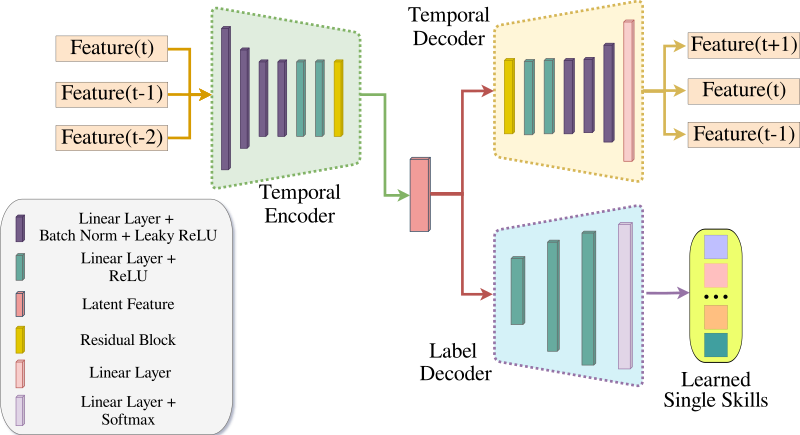 Feature(t)
Feature(t-1)
Feature(t-2)
Temporal
Encoder
Temporal
Decoder
Feature(t+1)
Feature(t)
Feature(t-1)
Label
Decoder
Learned
Single Skills
Linear Layer +
Batch Norm + Leaky ReLU
Linear Layer +
ReLU
Latent Feature
Residual Block
Linear Layer
Linear Layer +
Softmax